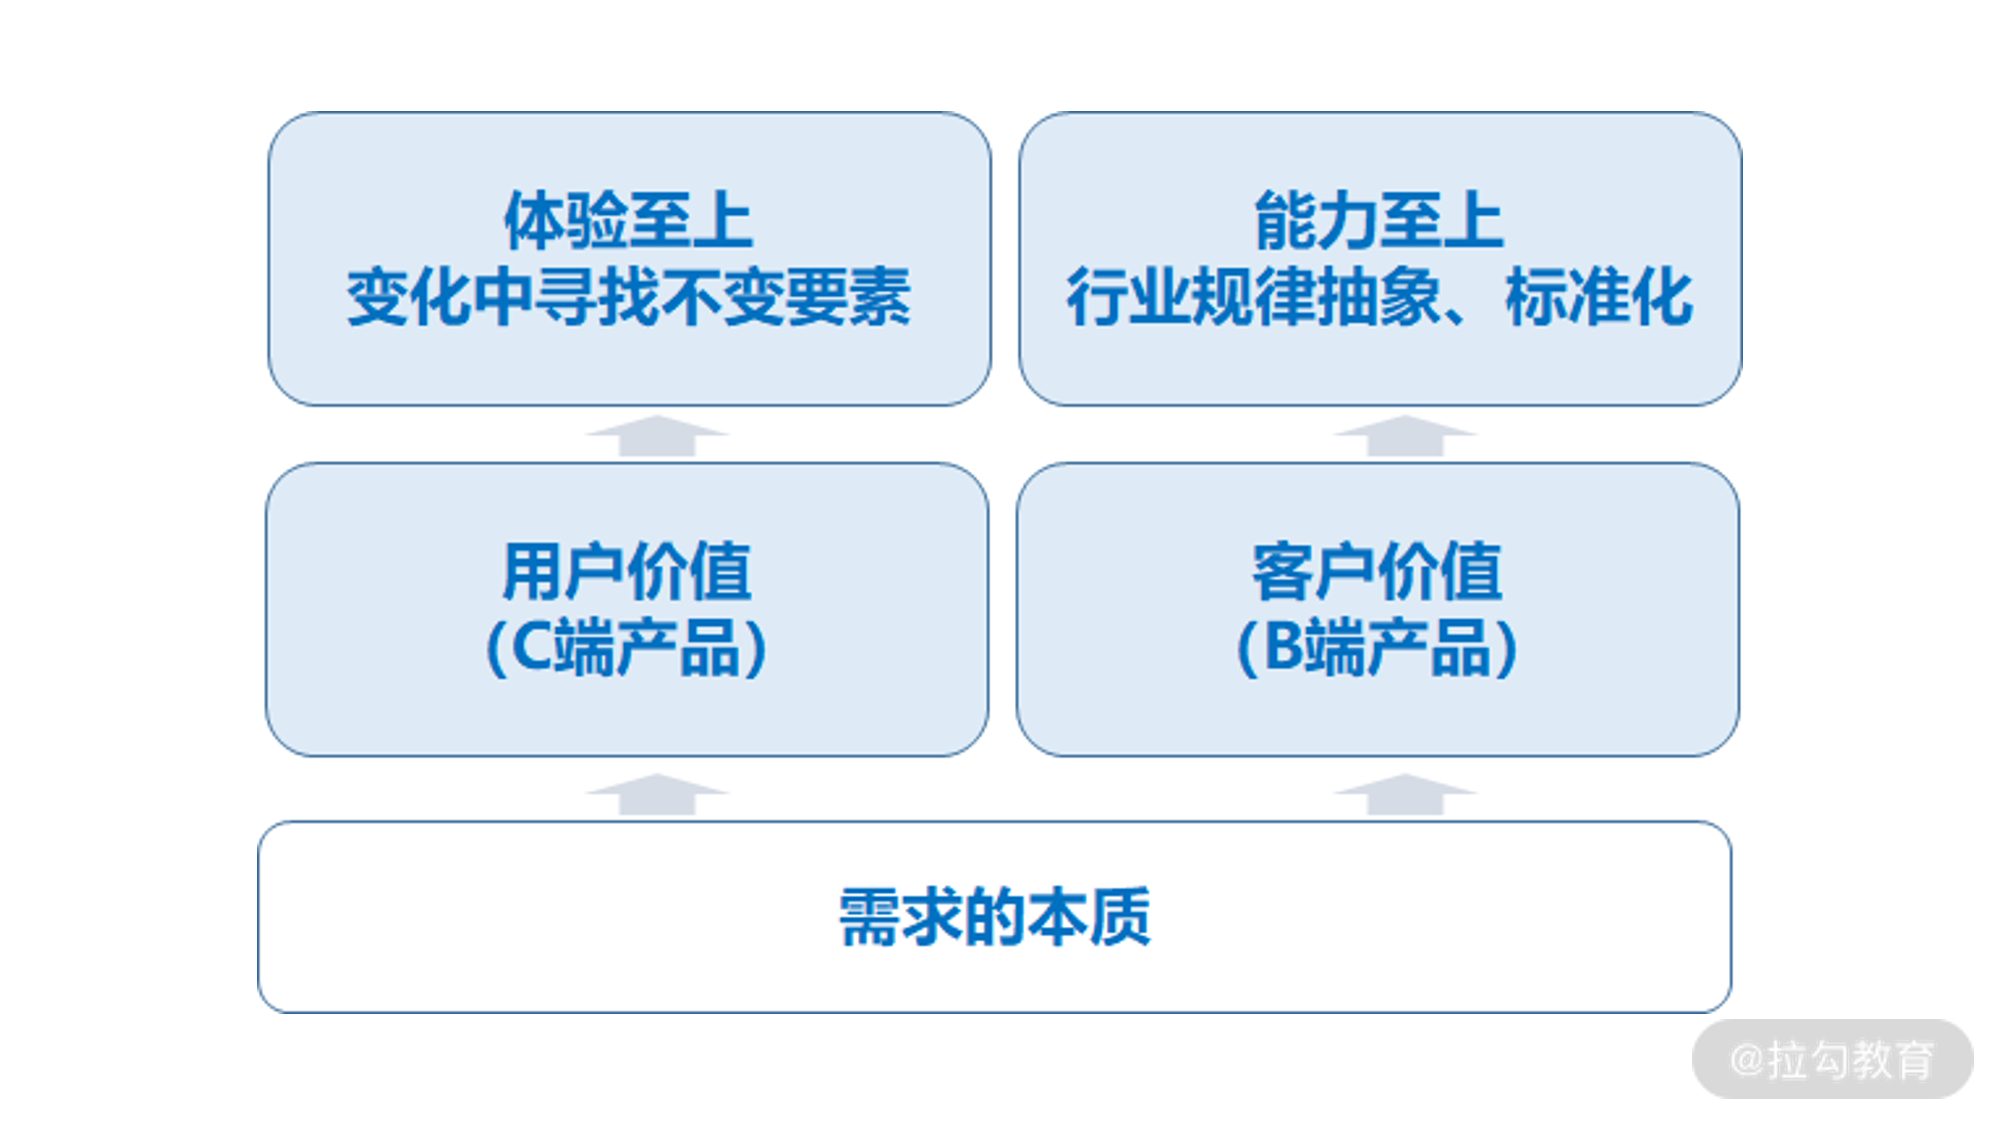 体验至上
变化中寻找不变要素
能力至上
行业规律抽象、标准化
用户价值
（C端产品）
客户价值
（B端产品）
需求的本质
@拉勾教育